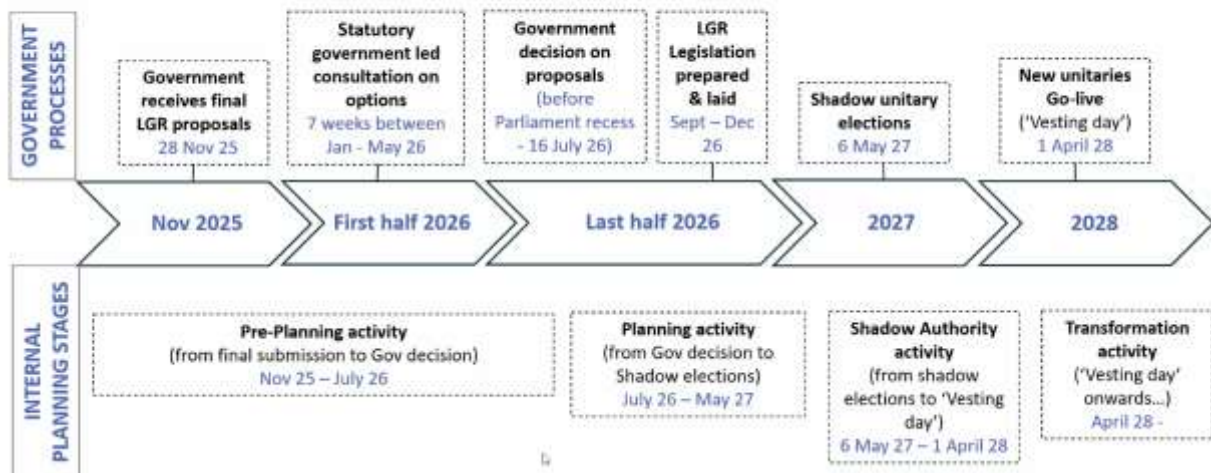 GOVERNMENT
PROCESSES
Government
receives final
LGR proposals
28 Nov 25
Statutory
government led
consultation on
options
7 weeks between
Jan - May 26
Government
decision on
proposals
(before
Parliament recess
- 16 July 26)
LGR
Legislation
prepared
& laid
Sept – Dec
26
Shadow unitary
elections
6 May 27
New unitaries
Go-live
(‘Vesting day’)
1 April 28
Nov 2025
First half 2026
Last half 2026
2027
2028
INTERNAL
PLANNING STAGES
Pre-Planning activity
(from final submission to Gov decision)
Nov 25 – July 26
Planning activity
(from Gov decision to
Shadow elections)
July 26 – May 27
Shadow Authority
activity
(from shadow
elections to ‘Vesting
day’)
6 May 27 – 1 April 28
Transformation
activity
(‘Vesting day’
onwards...)
April 28 -